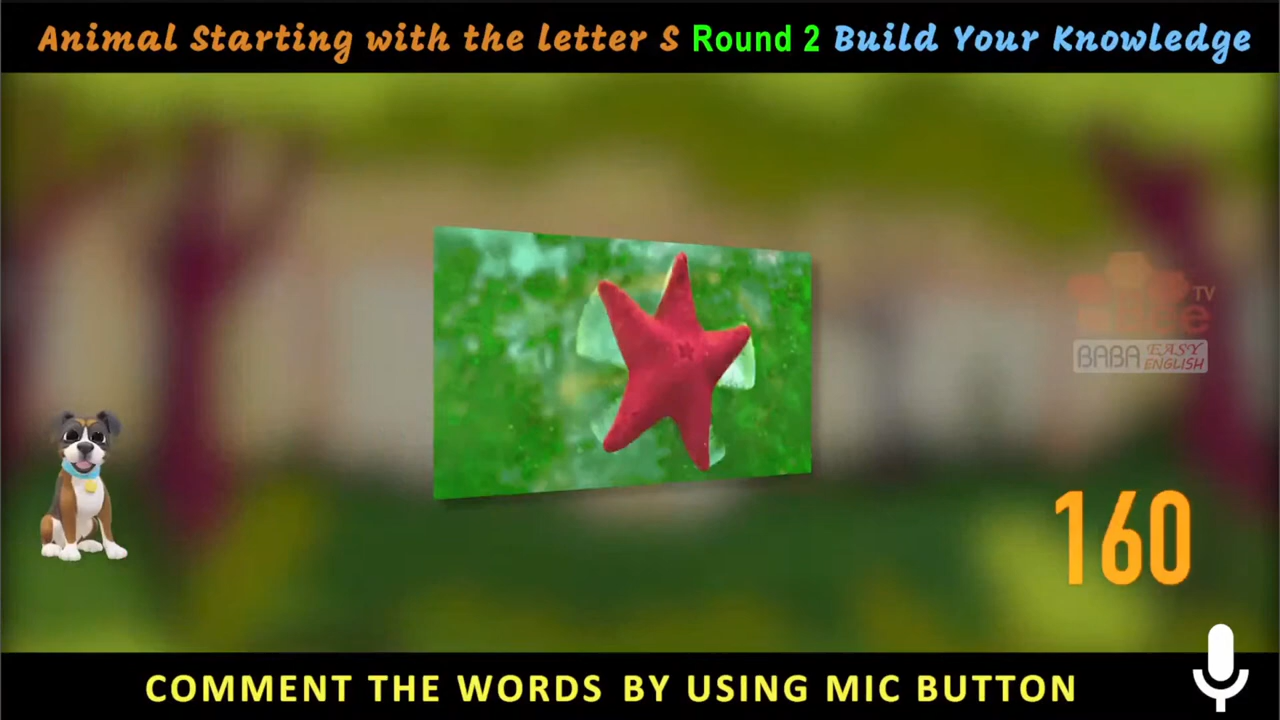 Animal Starting with the letter S Round 2 Build Your Knowledge
TV
BABA EASY ENGLISH
160
COMMENT THE WORDS BY USING MIC BUTTON